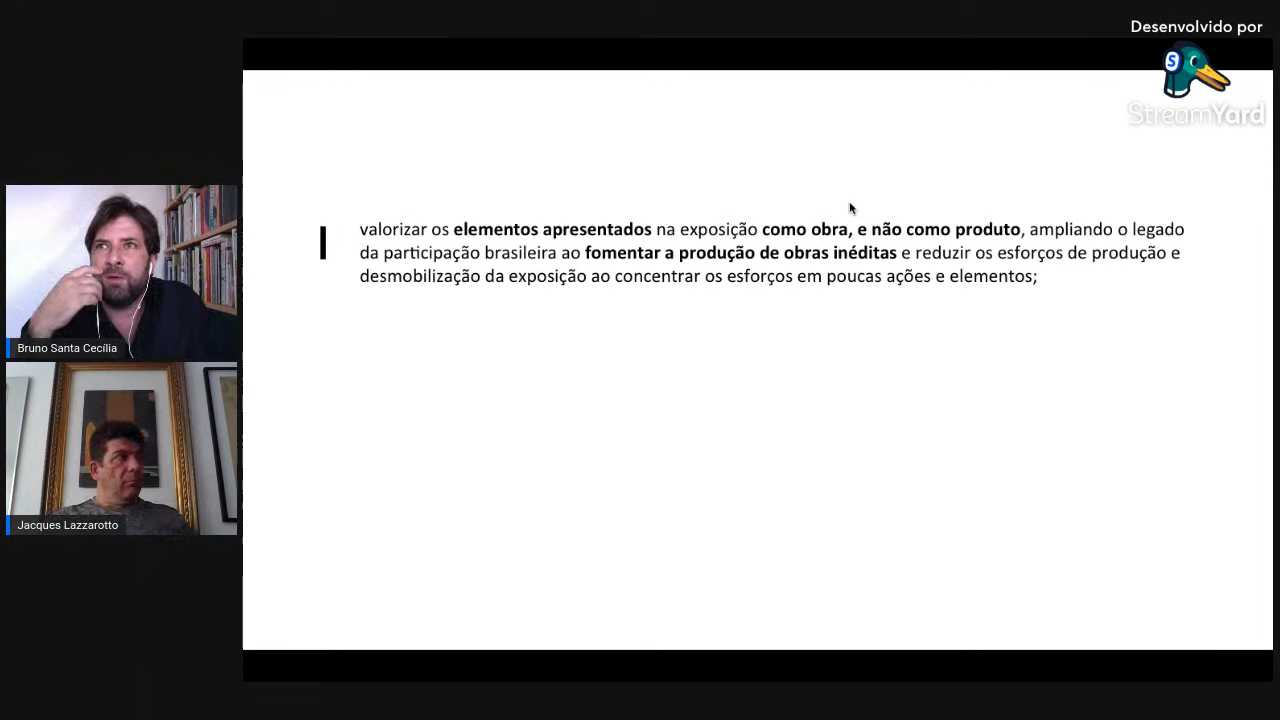 Desenvolvido por
S
StreamYard
I
valorizar os elementos apresentados na exposição como obra, e não como produto, ampliando o legado
da participação brasileira ao fomentar a produção de obras inéditas e reduzir os esforços de produção e
desmobilização da exposição ao concentrar os esforços em poucas ações e elementos;
Bruno Santa Cecília
Jacques Lazzarotto